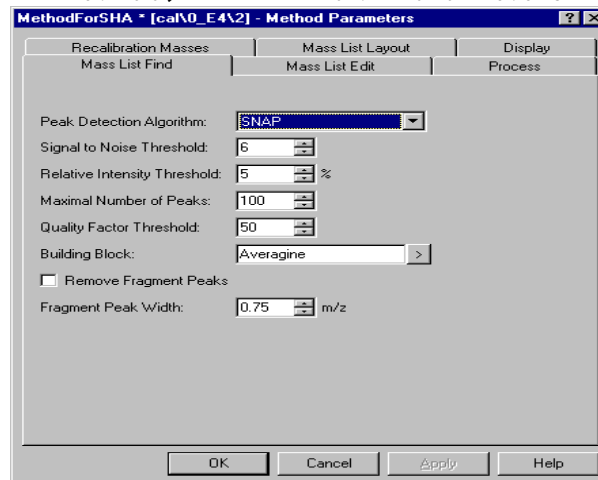 MethodForSHA * [cal\0_E4\2] - Method Parameters
Recalibration Masses Mass List Layout Display
Mass List Find Mass List Edit Process
Peak Detection Algorithm: SNAP
Signal to Noise Threshold: 6
Relative Intensity Threshold: 5 %
Maximal Number of Peaks: 100
Quality Factor Threshold: 50
Building Block: Averagine >
Remove Fragment Peaks
Fragment Peak Width: 0.75 m/z
OK Cancel Apply Help